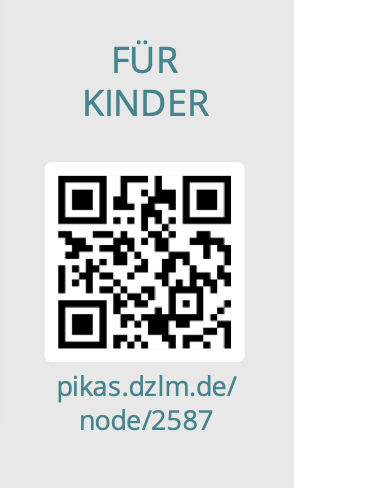 FÜR
KINDER
pikas.dzlm.de/
node/2587